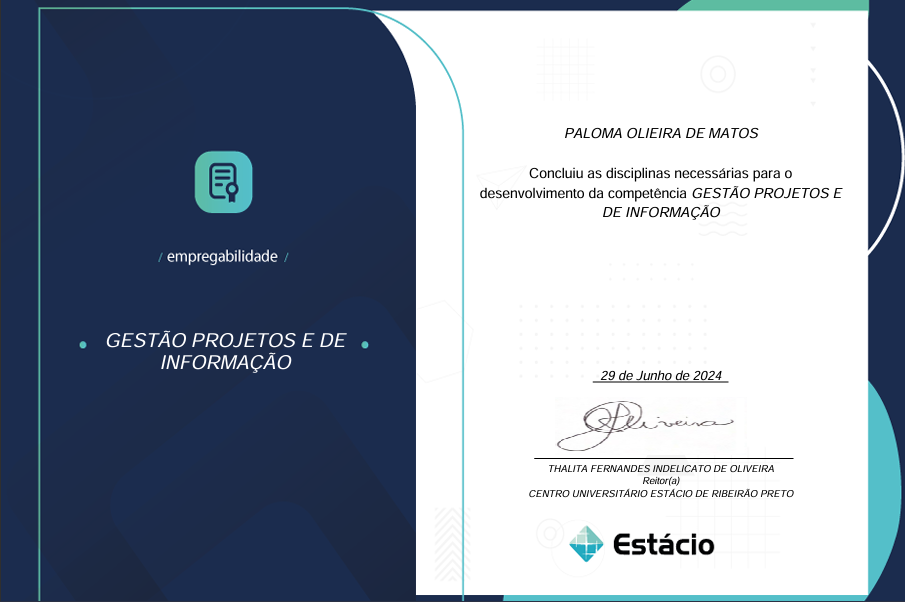 / empregabilidade /
GESTÃO PROJETOS E DE
INFORMAÇÃO
PALOMA OLIEIRA DE MATOS
Concluiu as disciplinas necessárias para o
desenvolvimento da competência GESTÃO PROJETOS E
DE INFORMAÇÃO
29 de Junho de 2024
Oliveira
THALITA FERNANDES INDELICATO DE OLIVEIRA
Reitor(a)
CENTRO UNIVERSITÁRIO ESTÁCIO DE RIBEIRÃO PRETO
Estácio